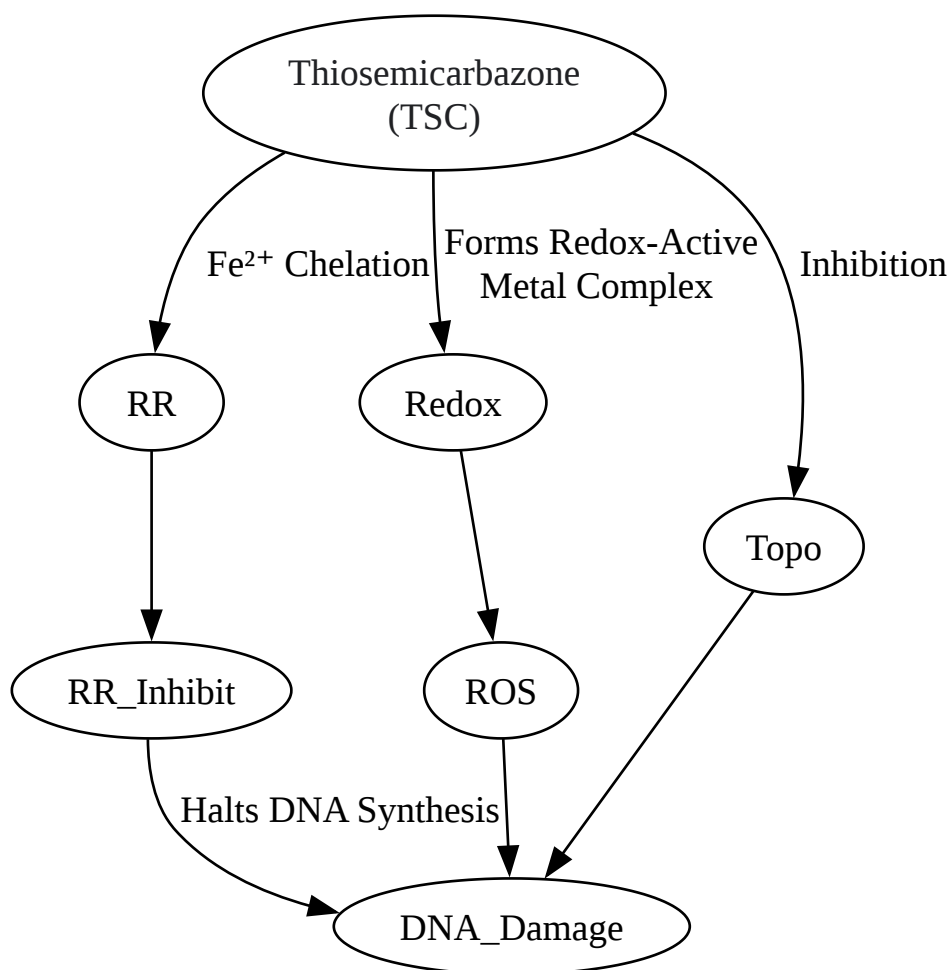 Thiosemicarbazone
(TSC)
Fe²⁺ Chelation
Forms Redox-Active
Metal Complex
Inhibition
RR
Redox
Topo
RR_Inhibit
ROS
Halts DNA Synthesis
DNA_Damage